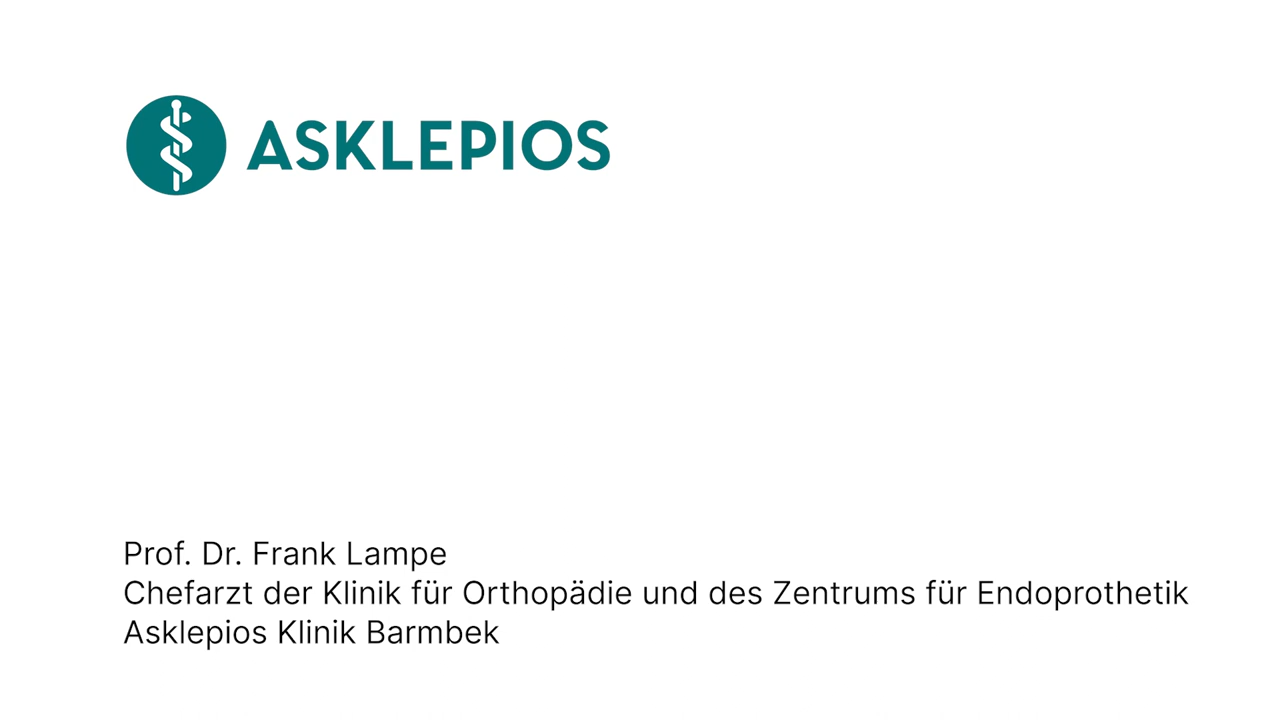 ASKLEPIOS
Prof. Dr. Frank Lampe
Chefarzt der Klinik für Orthopädie und des Zentrums für Endoprothetik
Asklepios Klinik Barmbek